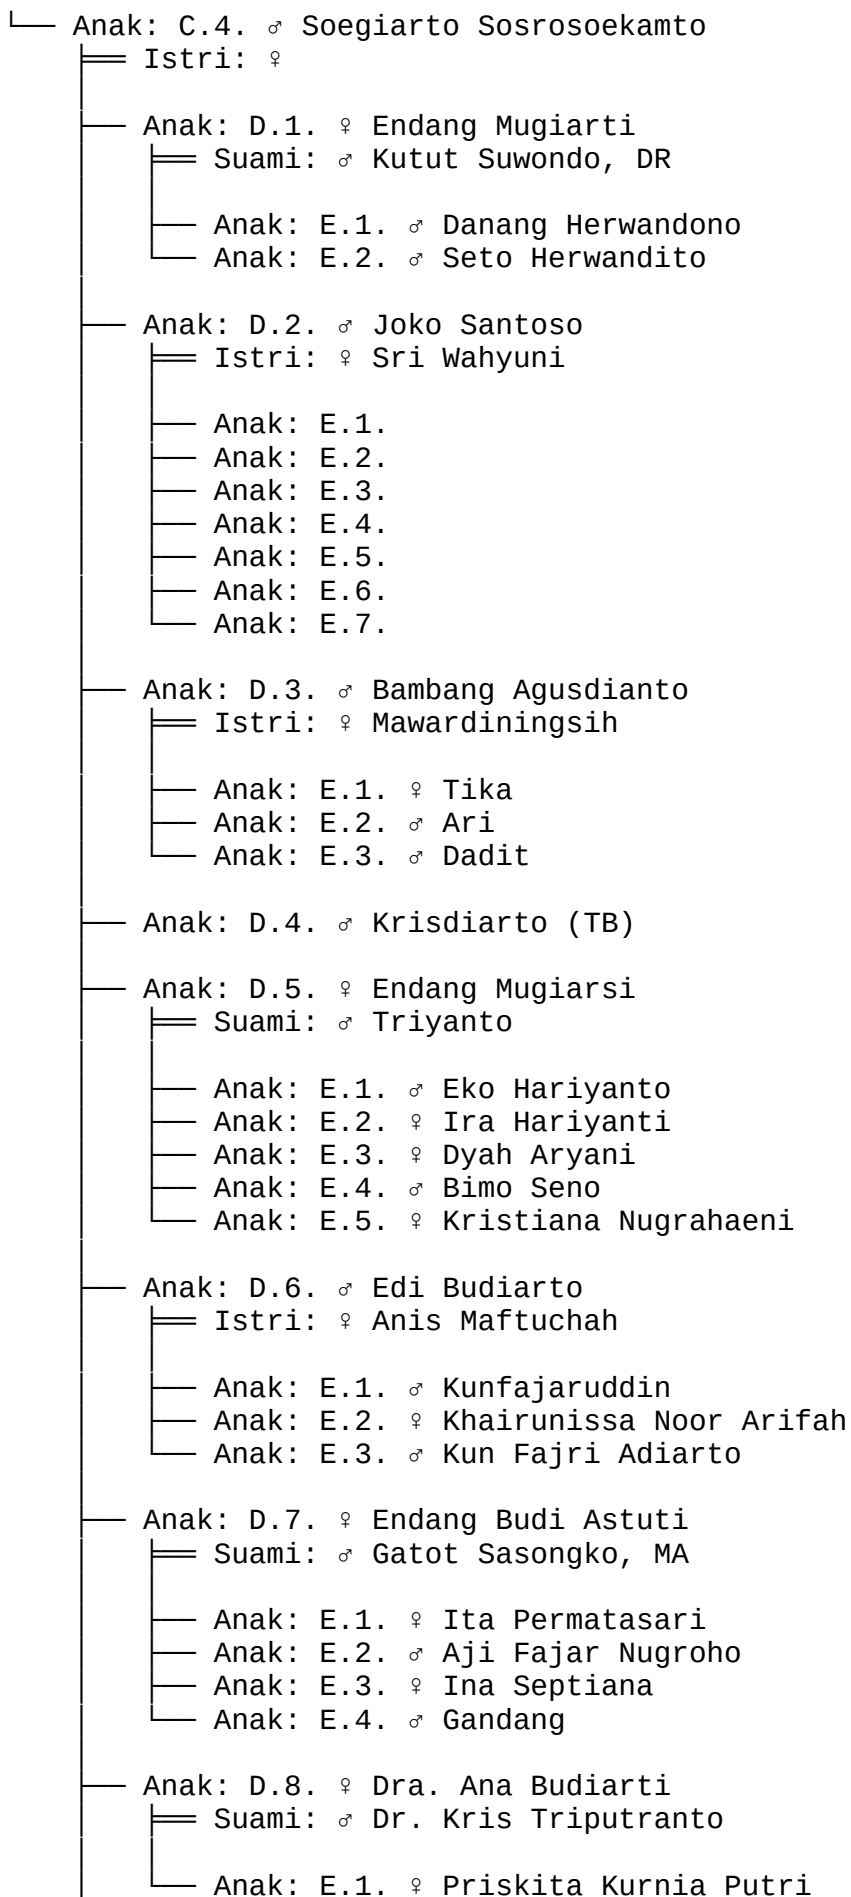 └── Anak: C.4. ♂ Soegiarto Sosrosoekamto
    ╞══ Istri: ♀
    │
    ├── Anak: D.1. ♀ Endang Mugiarti
    │   ╞══ Suami: ♂ Kutut Suwondo, DR
    │   │
    │   ├── Anak: E.1. ♂ Danang Herwandono
    │   └── Anak: E.2. ♂ Seto Herwandito
    │
    ├── Anak: D.2. ♂ Joko Santoso
    │   ╞══ Istri: ♀ Sri Wahyuni
    │   │
    │   ├── Anak: E.1.
    │   ├── Anak: E.2.
    │   ├── Anak: E.3.
    │   ├── Anak: E.4.
    │   ├── Anak: E.5.
    │   ├── Anak: E.6.
    │   └── Anak: E.7.
    │
    ├── Anak: D.3. ♂ Bambang Agusdianto
    │   ╞══ Istri: ♀ Mawardiningsih
    │   │
    │   ├── Anak: E.1. ♀ Tika
    │   ├── Anak: E.2. ♂ Ari
    │   └── Anak: E.3. ♂ Dadit
    │
    ├── Anak: D.4. ♂ Krisdiarto (TB)
    │
    ├── Anak: D.5. ♀ Endang Mugiarsi
    │   ╞══ Suami: ♂ Triyanto
    │   │
    │   ├── Anak: E.1. ♂ Eko Hariyanto
    │   ├── Anak: E.2. ♀ Ira Hariyanti
    │   ├── Anak: E.3. ♀ Dyah Aryani
    │   ├── Anak: E.4. ♂ Bimo Seno
    │   └── Anak: E.5. ♀ Kristiana Nugrahaeni
    │
    ├── Anak: D.6. ♂ Edi Budiarto
    │   ╞══ Istri: ♀ Anis Maftuchah
    │   │
    │   ├── Anak: E.1. ♂ Kunfajaruddin
    │   ├── Anak: E.2. ♀ Khairunissa Noor Arifah
    │   └── Anak: E.3. ♂ Kun Fajri Adiarto
    │
    ├── Anak: D.7. ♀ Endang Budi Astuti
    │   ╞══ Suami: ♂ Gatot Sasongko, MA
    │   │
    │   ├── Anak: E.1. ♀ Ita Permatasari
    │   ├── Anak: E.2. ♂ Aji Fajar Nugroho
    │   ├── Anak: E.3. ♀ Ina Septiana
    │   └── Anak: E.4. ♂ Gandang
    │
    ├── Anak: D.8. ♀ Dra. Ana Budiarti
    │   ╞══ Suami: ♂ Dr. Kris Triputranto
    │   │
    │   └── Anak: E.1. ♀ Priskita Kurnia Putri